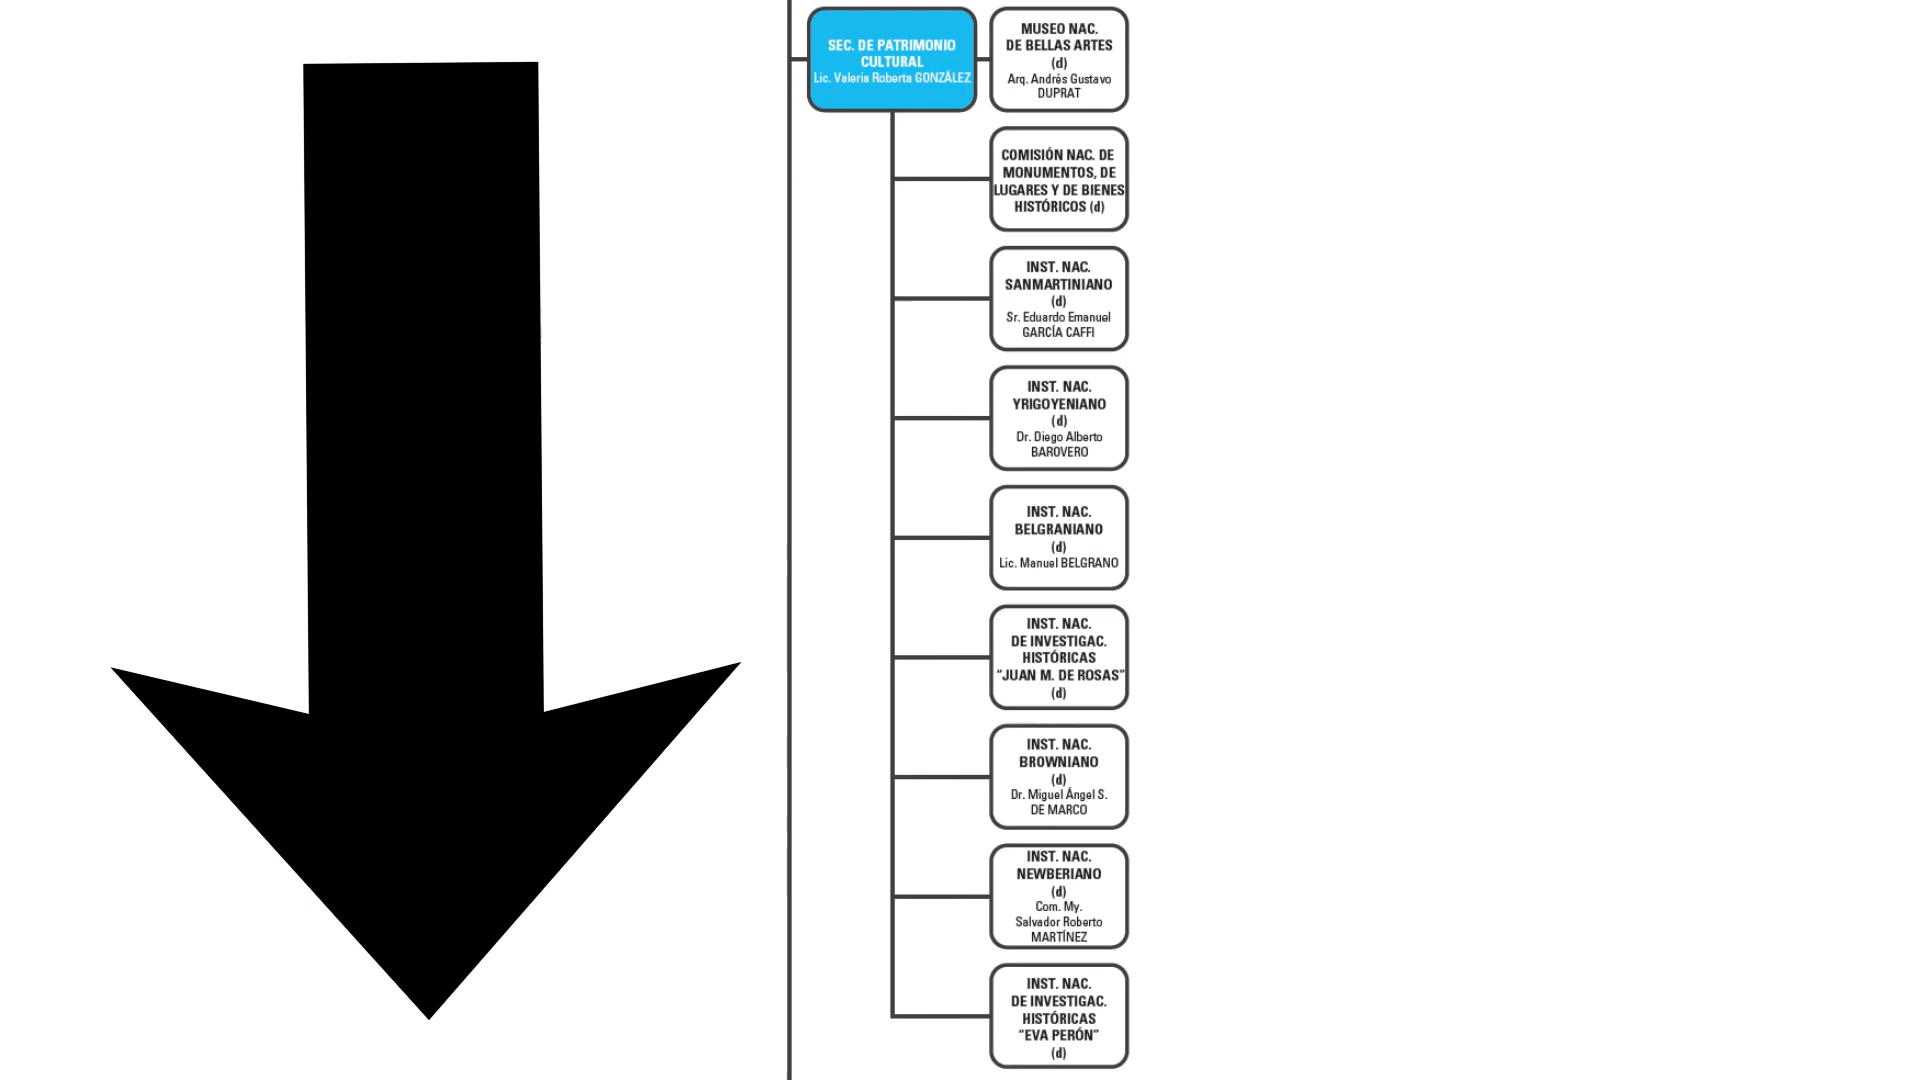 SEC. DE PATRIMONIO
CULTURAL
Lic. Valeria Roberta GONZÁLEZ
MUSEO NAC.
DE BELLAS ARTES
(d)
Arq. Andrés Gustavo
DUPRAT
COMISIÓN NAC. DE
MONUMENTOS, DE
LUGARES Y DE BIENES
HISTÓRICOS (d)
INST. NAC.
SANMARTINIANO
(d)
Sr. Eduardo Emanuel
GARCÍA CAFFI
INST. NAC.
YRIGOYENIANO
(d)
Dr. Diego Alberto
BAROVERO
INST. NAC.
BELGRANIANO
(d)
Lic. Manuel BELGRANO
INST. NAC.
DE INVESTIGAC.
HISTÓRICAS
“JUAN M. DE ROSAS”
(d)
INST. NAC.
BROWNIANO
(d)
Dr. Miguel Ángel S.
DE MARCO
INST. NAC.
NEWBERIANO
(d)
Com. My.
Salvador Roberto
MARTÍNEZ
INST. NAC.
DE INVESTIGAC.
HISTÓRICAS
“EVA PERÓN”
(d)